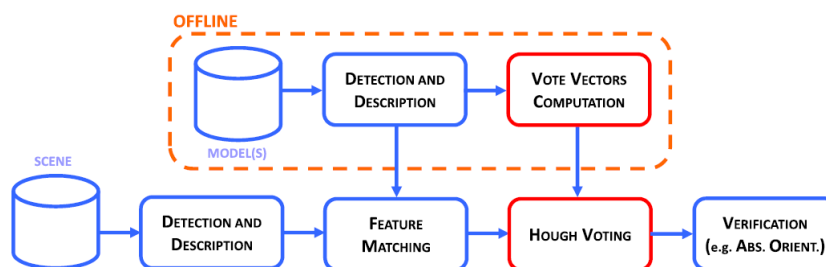 OFFLINE
DETECTION AND
DESCRIPTION
VOTE VECTORS
COMPUTATION
MODEL(S)
SCENE
DETECTION AND
DESCRIPTION
FEATURE
MATCHING
HOUGH VOTING
VERIFICATION
(e.g. ABS. ORIENT.)